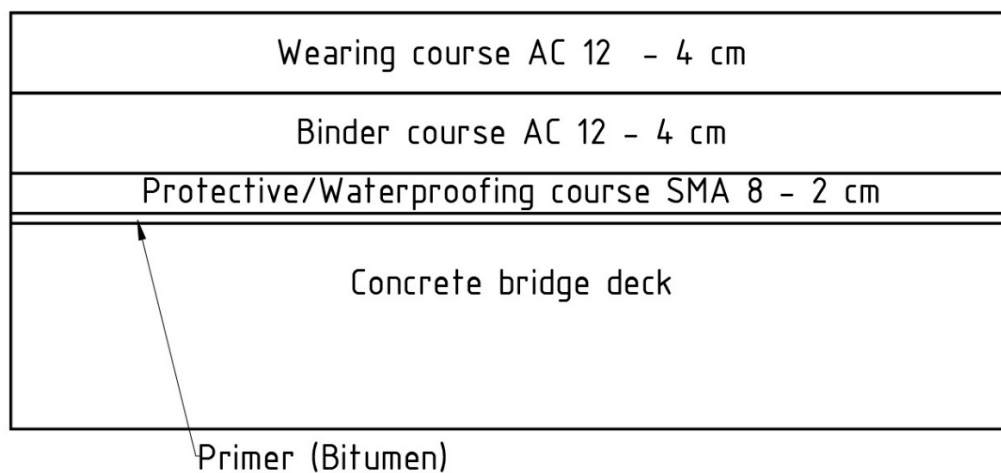 Wearing course AC 12 - 4 cm
Binder course AC 12 - 4 cm
Protective/Waterproofing course SMA 8 - 2 cm
Concrete bridge deck
Primer (Bitumen)